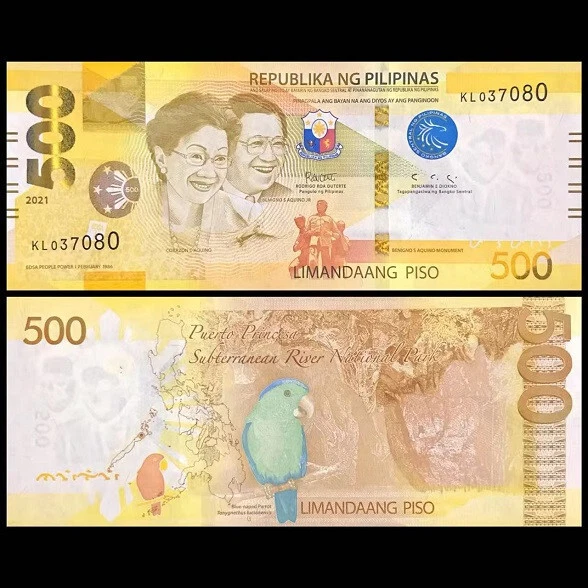 REPUBLIKA NG PILIPINAS
PINAGPALA ANG BAYAN NA ANG DIYOS AY ANG PANGINOON
KL037080
500
2021
500
RODRIGO ROA DUTERTE
Pangulo ng Pilipinas
BENJAMIN E DIOKNO
Tagapangasiwa ng Bangko Sentral
BENIGNO S AQUINO JR
KL037080
CORAZON C AQUINO
EDSA PEOPLE POWER I FEBRUARY 1986
BENIGNO S AQUINO MONUMENT
LIMANDAANG PISO
500
500
Puerto Princesa
Subterranean River National Park
500
Blue-naped Parrot
Tanygnathus lucionensis
LIMANDAANG PISO